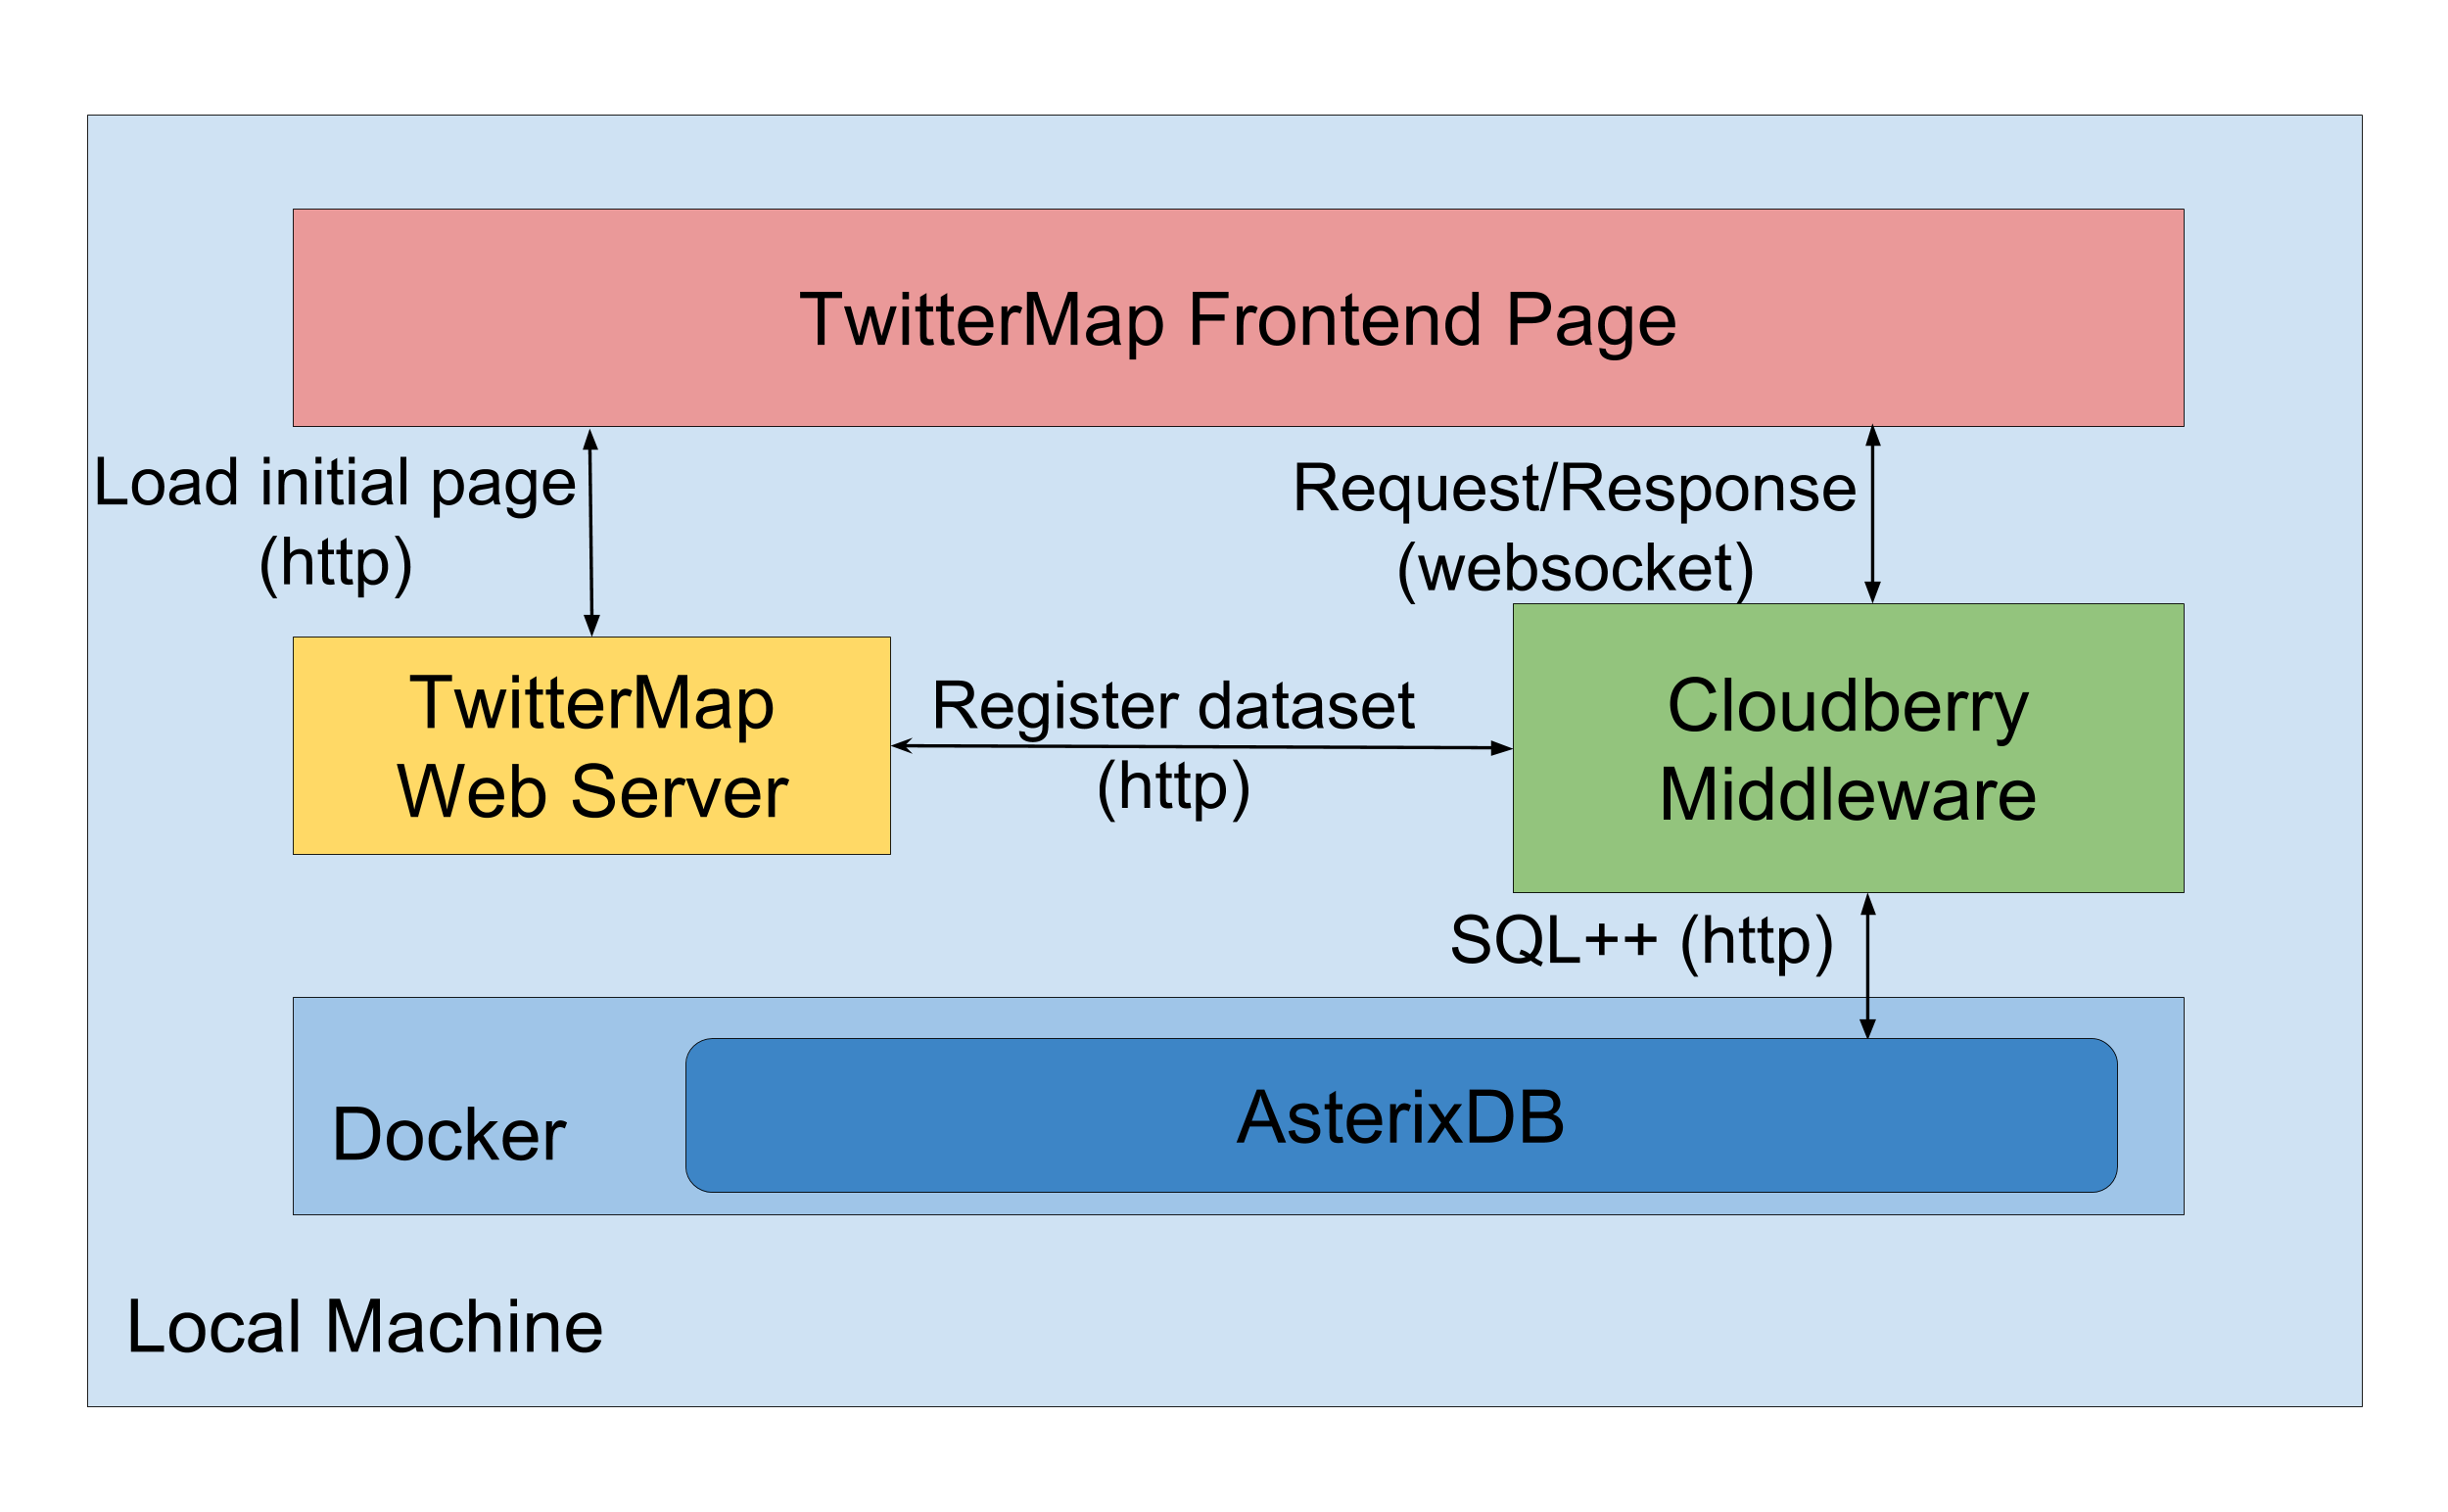 TwitterMap Frontend Page
Load initial page
(http)
Request/Response
(websocket)
TwitterMap
Web Server
Register dataset
(http)
Cloudberry
Middleware
SQL++ (http)
Docker
AsterixDB
Local Machine